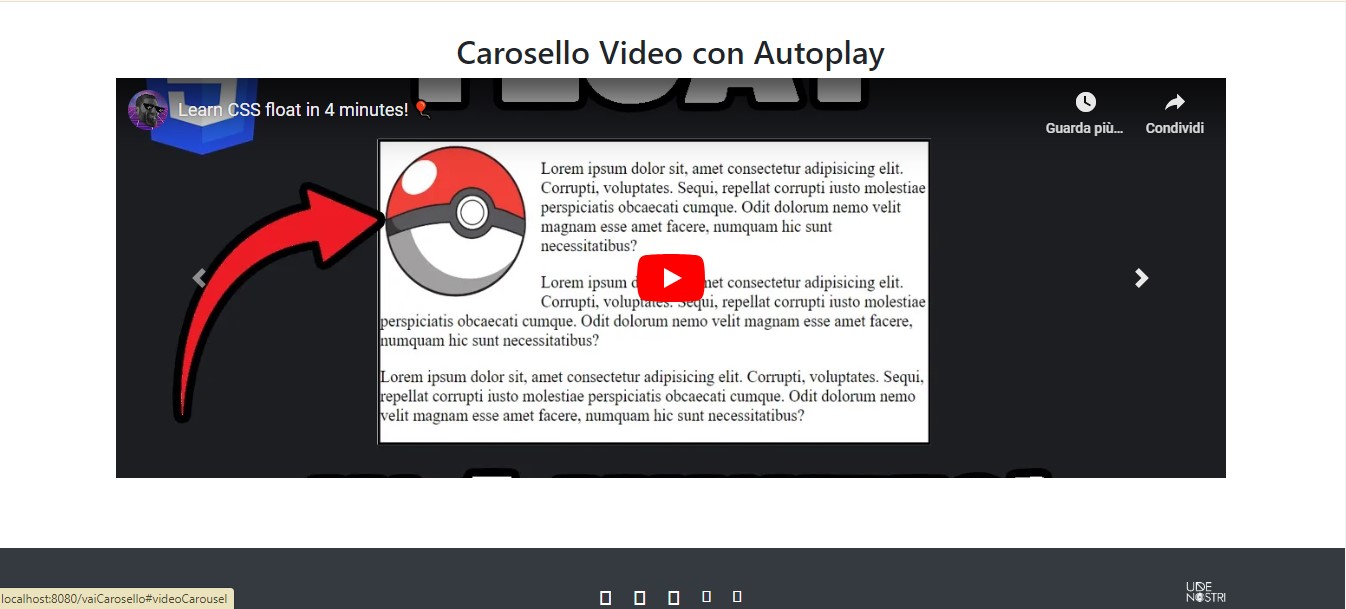 Carosello Video con Autoplay
Learn CSS float in 4 minutes!
Guarda più...
Condividi
Lorem ipsum dolor sit, amet consectetur adipisicing elit.
Corrupti, voluptates. Sequi, repellat corrupti iusto molestiae
perspiciatis obcaecati cumque. Odit dolorum nemo velit
magnam esse amet facere, numquam hic sunt
necessitatibus?
Lorem ipsum met consectetur adipisicing elit.
Corrupti, voluptates. Sequi, repellat corrupti iusto molestiae
perspiciatis obcaecati cumque. Odit dolorum nemo velit magnam esse amet facere,
numquam hic sunt necessitatibus?
Lorem ipsum dolor sit, amet consectetur adipisicing elit. Corrupti, voluptates. Sequi,
repellat corrupti iusto molestiae perspiciatis obcaecati cumque. Odit dolorum nemo
velit magnam esse amet facere, numquam hic sunt necessitatibus?
localhost:8080/vaiCarosello#videoCarousel
UDE
NOSTRI